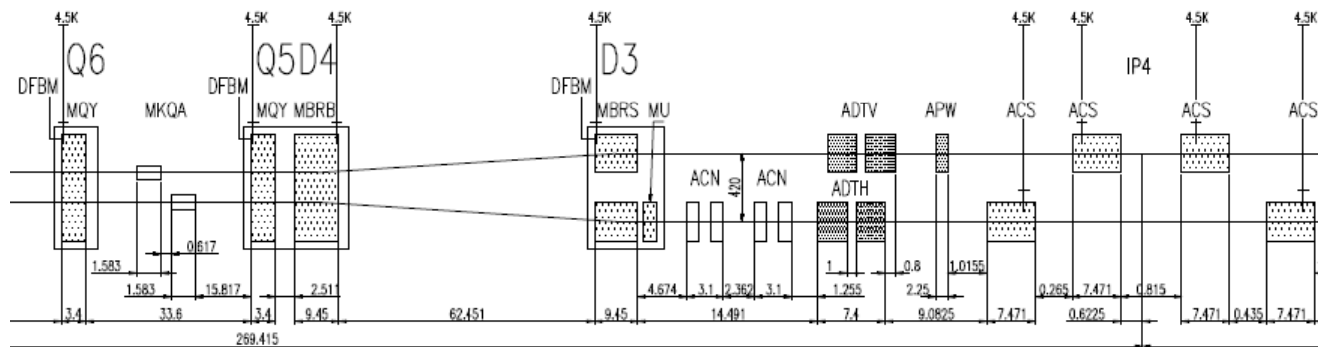 4.5K 4.5K 4.5K 4.5K 4.5K 4.5K 4.5K 4.5K
Q6 Q5 D4 D3 IP4
DFBM DFBM DFBM
MQY MKQA MQY MBRB MBRS MU ADTV APW ACS ACS ACS ACS
ACN ACN 420 ADTH
0.617
1.583 1 0.8 1.0155
1.583 15.817 2.511 4.674 3.1 2.362 3.1 1.255 2.25 0.265 7.471 0.815
3.4 33.6 3.4 9.45 62.451 9.45 14.491 7.4 9.0825 7.471 0.6225 7.471 0.435 7.471
269.415